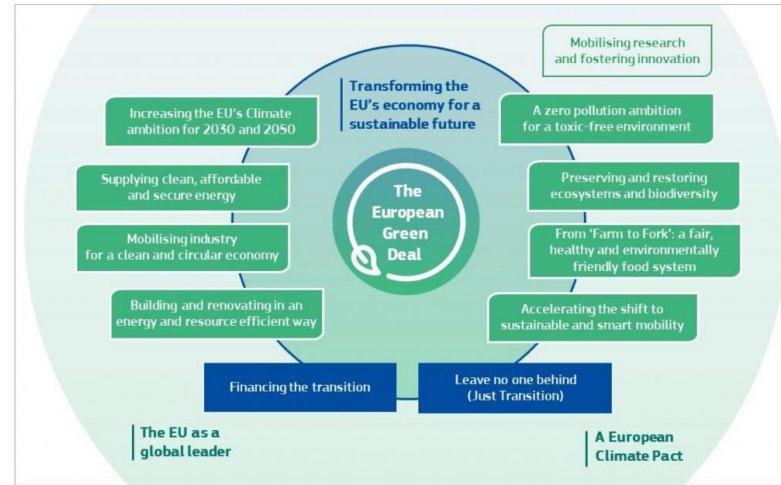 Mobilising research
and fostering innovation
Transforming the
EU's economy for a
sustainable future
Increasing the EU's Climate
ambition for 2030 and 2050
A zero pollution ambition
for a toxic-free environment
Supplying clean, affordable
and secure energy
Preserving and restoring
ecosystems and biodiversity
The
European
Green
Deal
Mobilising industry
for a clean and circular economy
From 'Farm to Fork': a fair,
healthy and environmentally
friendly food system
Building and renovating in an
energy and resource efficient way
Accelerating the shift to
sustainable and smart mobility
Financing the transition
Leave no one behind
(Just Transition)
The EU as a
global leader
A European
Climate Pact